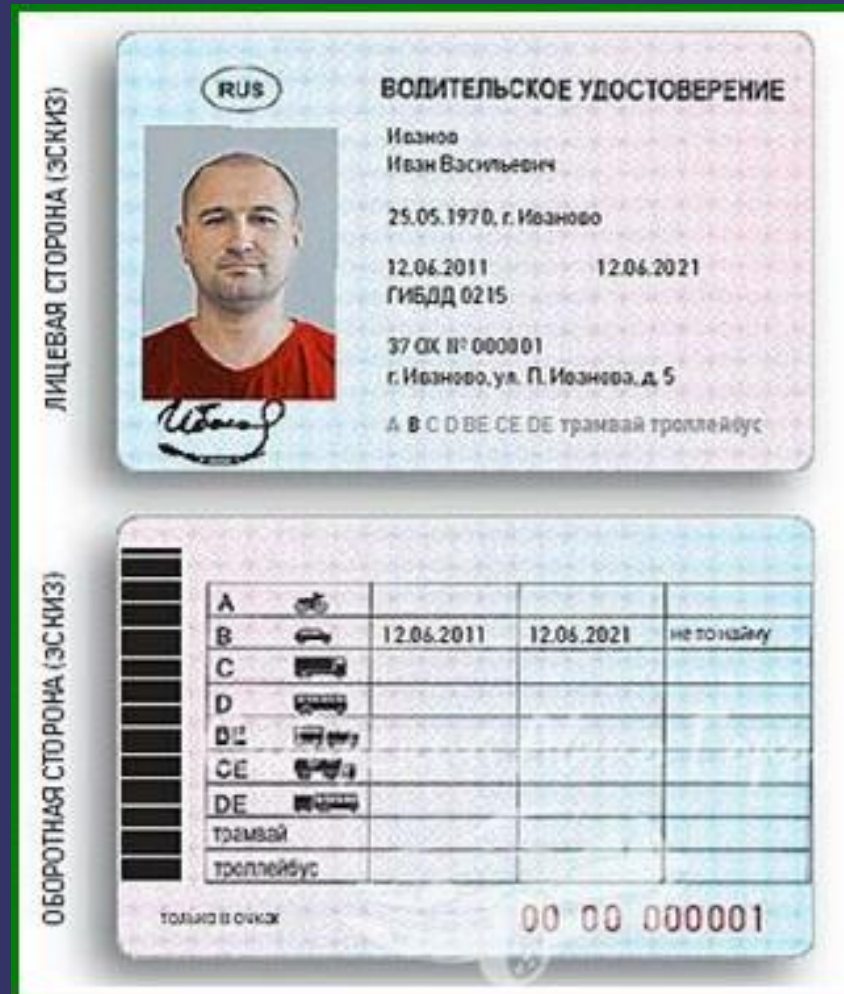 ЛИЦЕВАЯ СТОРОНА (ЭСКИЗ)
RUS
ВОДИТЕЛЬСКОЕ УДОСТОВЕРЕНИЕ
Иванов
Иван Васильевич
25.05.1970, г. Иваново
12.06.2011 12.06.2021
ГИБДД 0215
37 ОХ № 000001
г. Иваново, ул. П. Иванова, д. 5
A B C D BE CE DE трамвай троллейбус
ОБОРОТНАЯ СТОРОНА (ЭСКИЗ)
A
B 12.06.2011 12.06.2021 не по найму
C
D
BE
CE
DE
трамвай
троллейбус
только в очках
00 00 000001